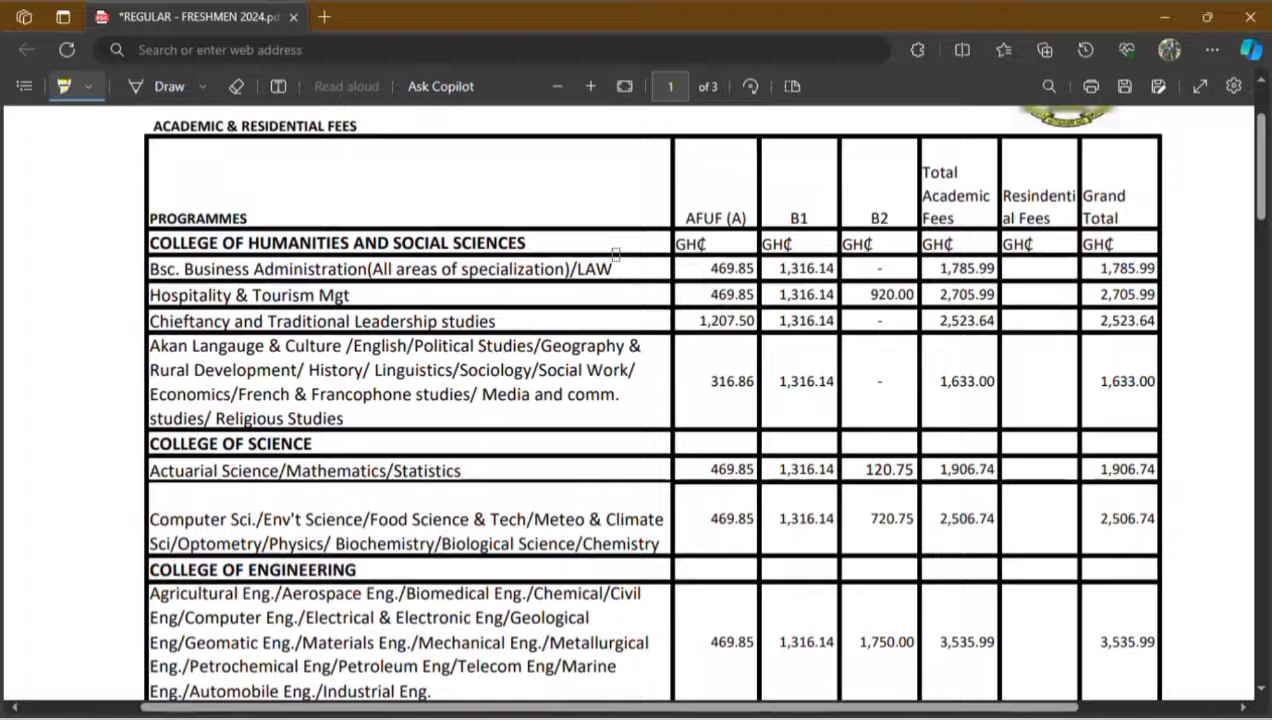 *REGULAR - FRESHMEN 2024.pd
Search or enter web address
Draw
Read aloud
Ask Copilot
1
of 3
ACADEMIC & RESIDENTIAL FEES
PROGRAMMES AFUF (A) B1 B2 Total Academic Fees Resindential Fees Grand Total
COLLEGE OF HUMANITIES AND SOCIAL SCIENCES GH₵ GH₵ GH₵ GH₵ GH₵ GH₵
Bsc. Business Administration(All areas of specialization)/LAW 469.85 1,316.14 - 1,785.99 1,785.99
Hospitality & Tourism Mgt 469.85 1,316.14 920.00 2,705.99 2,705.99
Chieftancy and Traditional Leadership studies 1,207.50 1,316.14 - 2,523.64 2,523.64
Akan Langauge & Culture /English/Political Studies/Geography &
Rural Development/ History/ Linguistics/Sociology/Social Work/
Economics/French & Francophone studies/ Media and comm.
studies/ Religious Studies
316.86 1,316.14 - 1,633.00 1,633.00
COLLEGE OF SCIENCE
Actuarial Science/Mathematics/Statistics 469.85 1,316.14 120.75 1,906.74 1,906.74
Computer Sci./Env't Science/Food Science & Tech/Meteo & Climate
Sci/Optometry/Physics/ Biochemistry/Biological Science/Chemistry
469.85 1,316.14 720.75 2,506.74 2,506.74
COLLEGE OF ENGINEERING
Agricultural Eng./Aerospace Eng./Biomedical Eng./Chemical/Civil
Eng/Computer Eng./Electrical & Electronic Eng/Geological
Eng/Geomatic Eng./Materials Eng./Mechanical Eng./Metallurgical
Eng./Petrochemical Eng/Petroleum Eng/Telecom Eng/Marine
Eng./Automobile Eng./Industrial Eng.
469.85 1,316.14 1,750.00 3,535.99 3,535.99